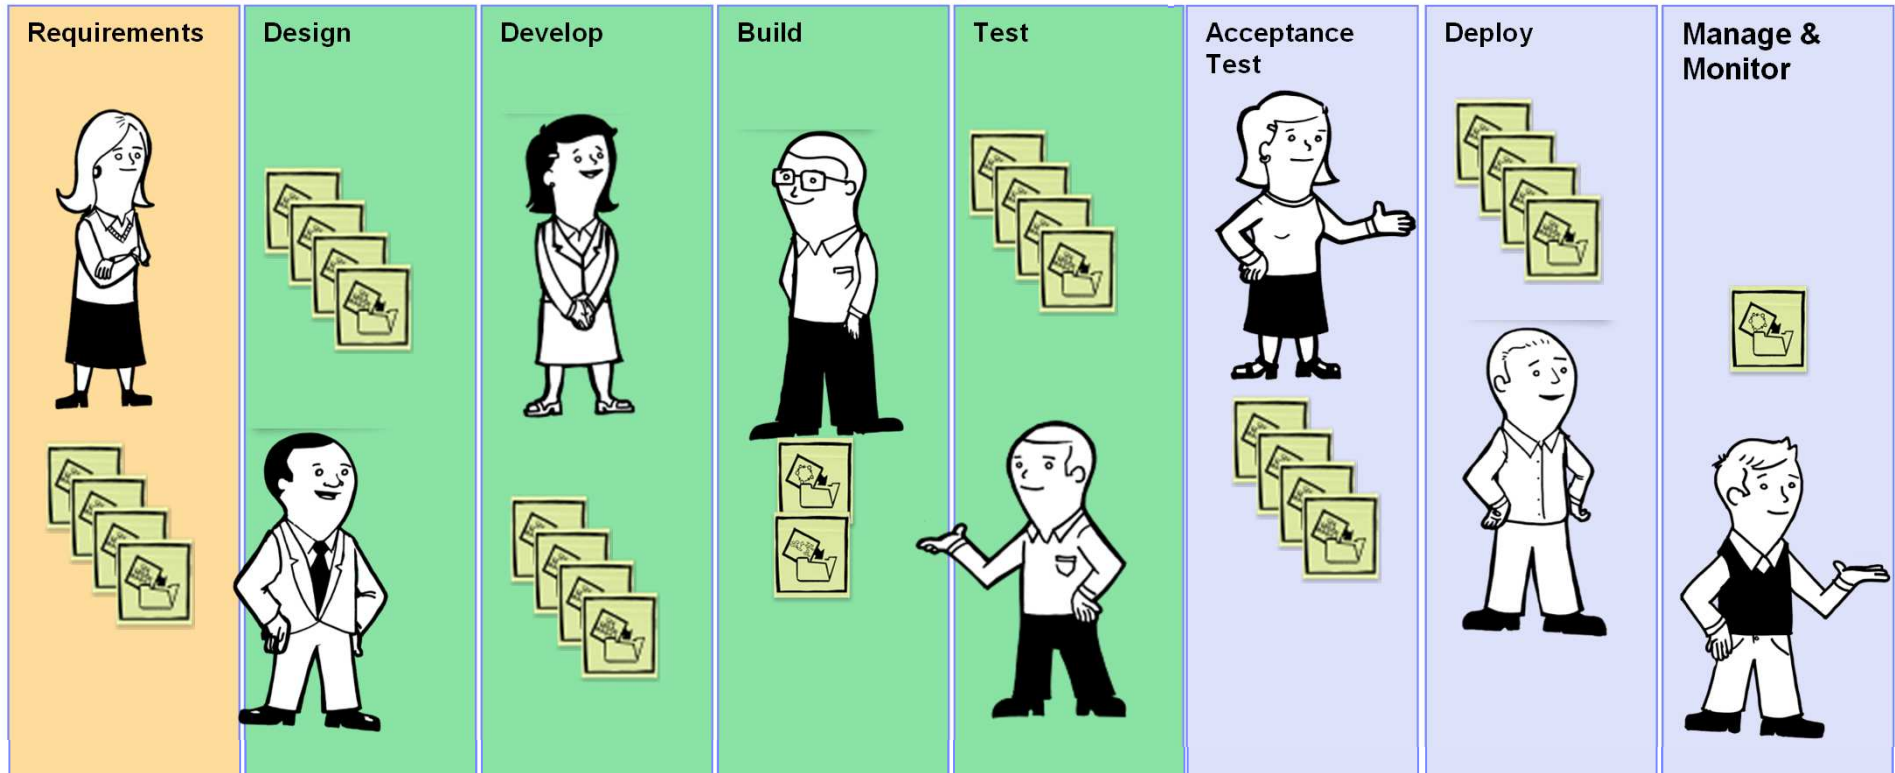 Requirements
Design
Develop
Build
Test
Acceptance
Test
Deploy
Manage &
Monitor